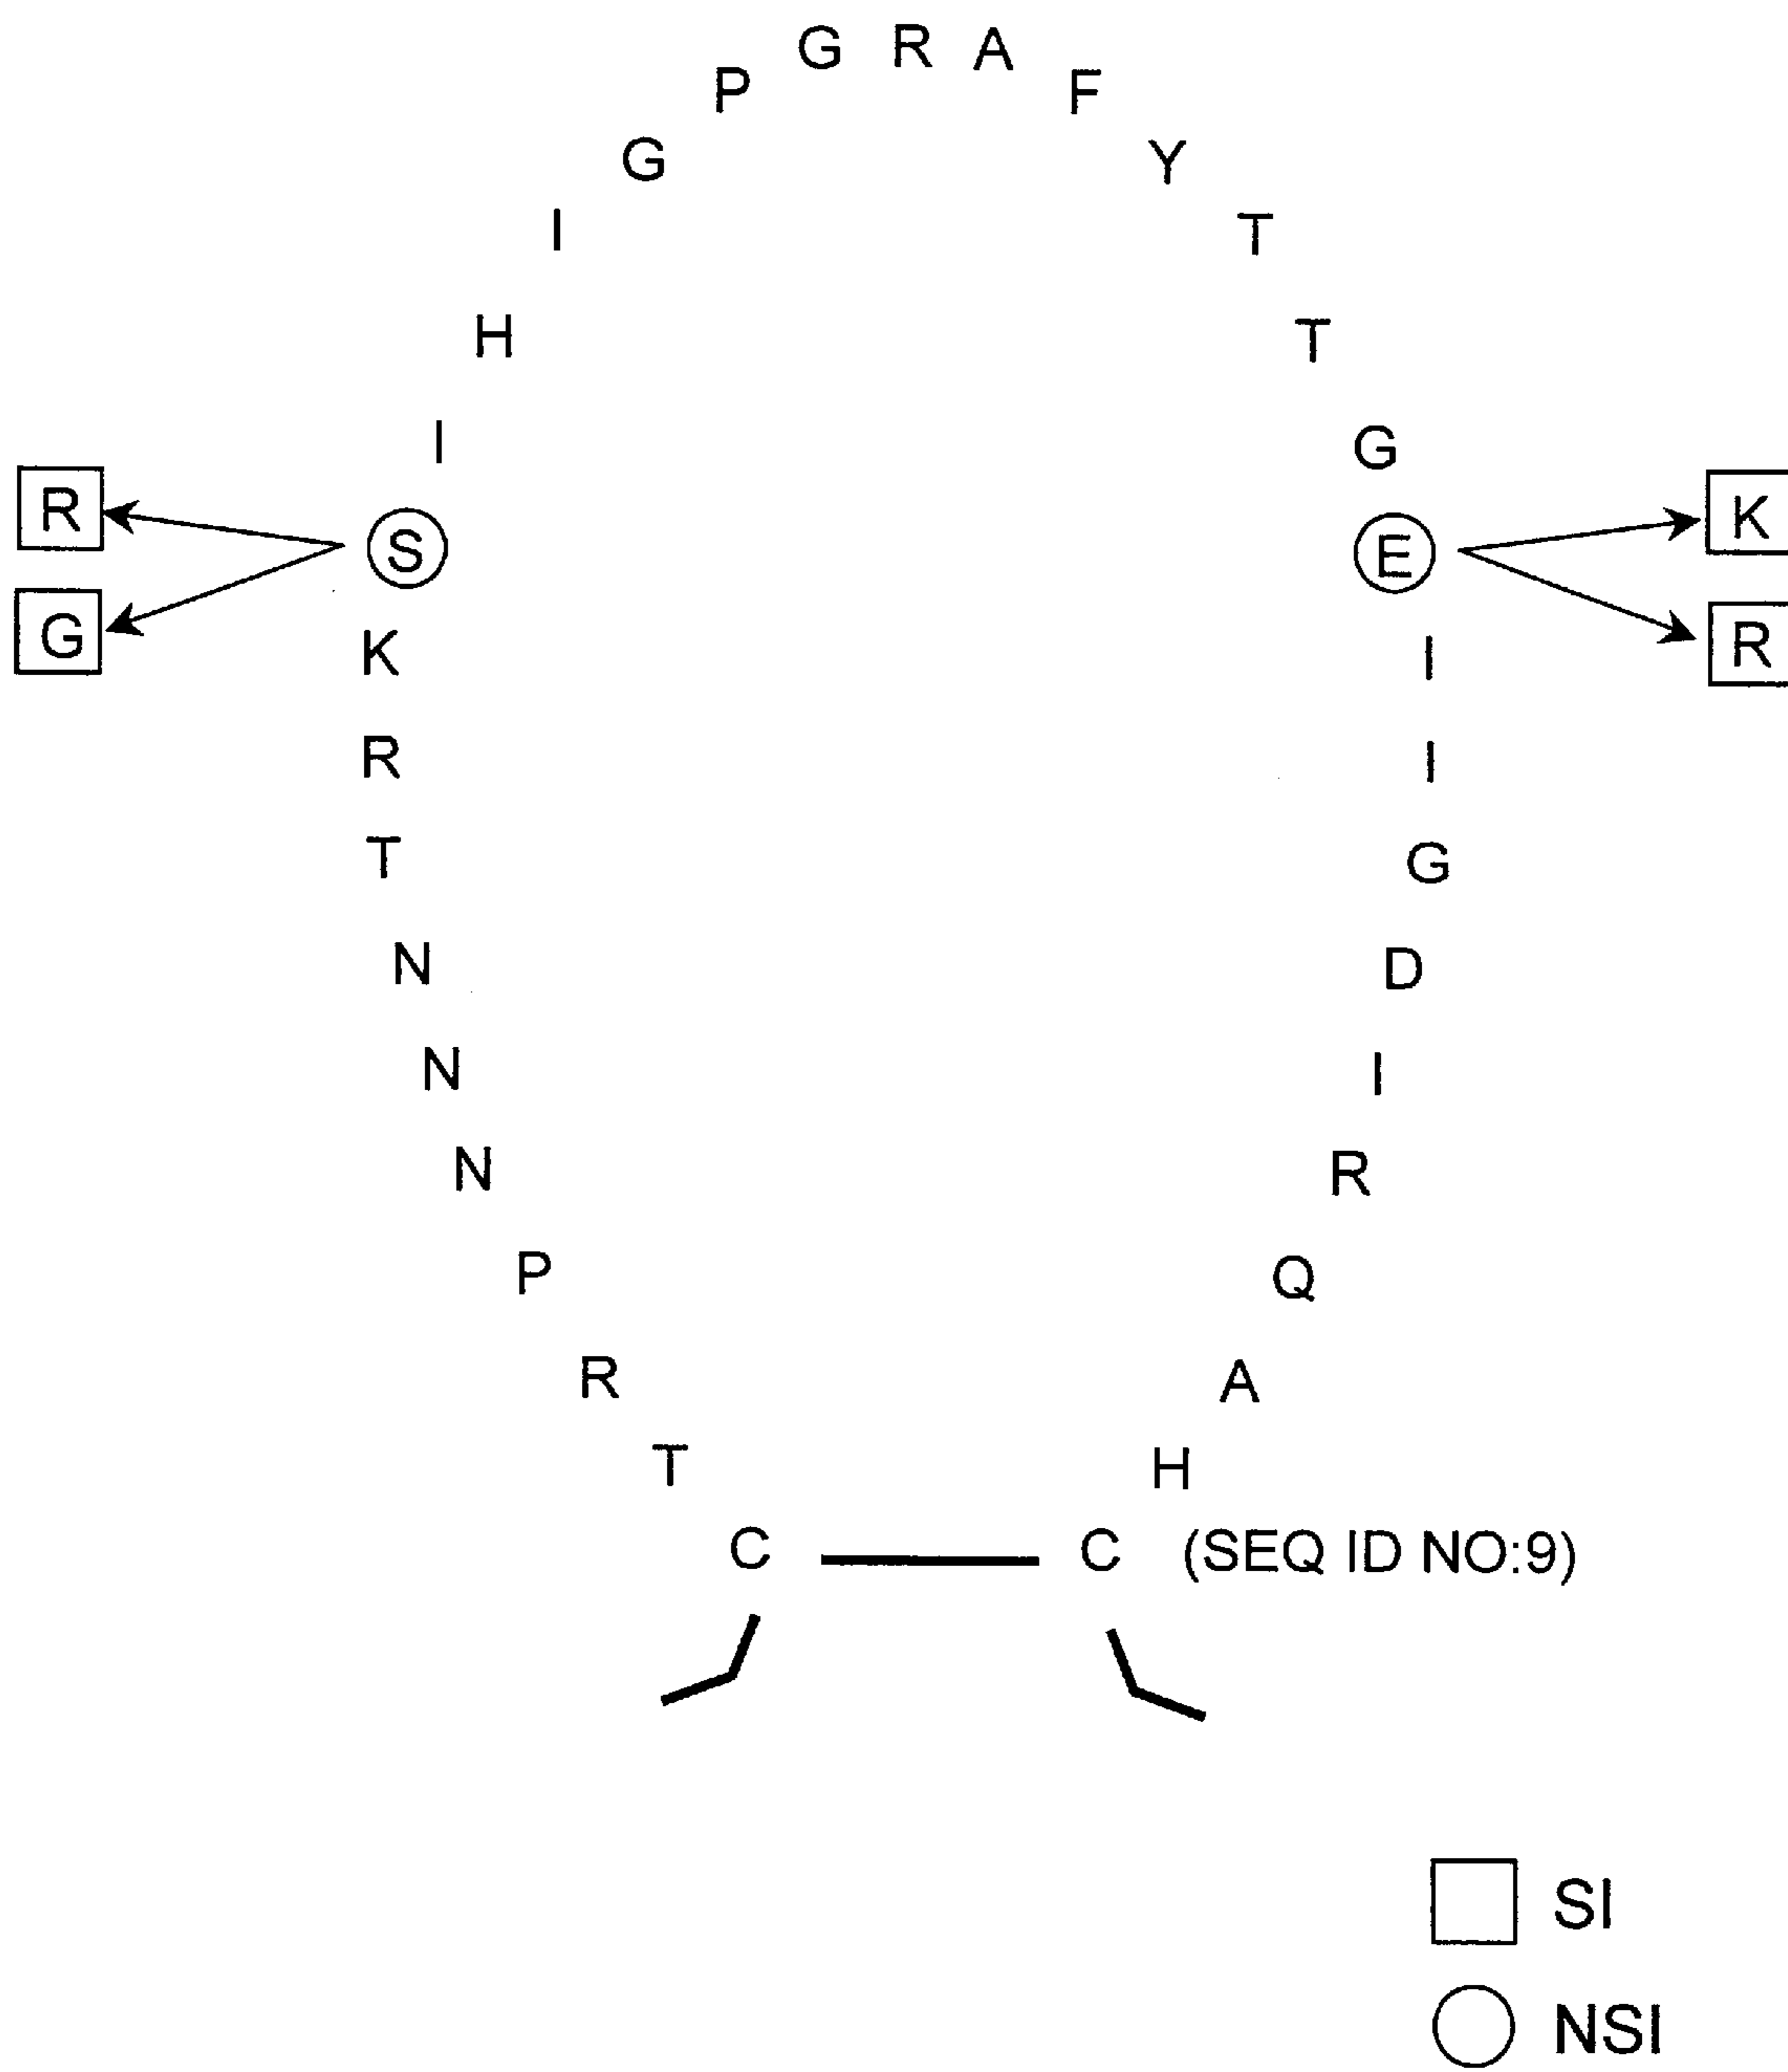 G R A
P F
G Y
I T
H T
I G
R S E K
G K I R
R I
T G
N D
N I
N R
P Q
R A
T H
C C (SEQ ID NO:9)
SI
NSI